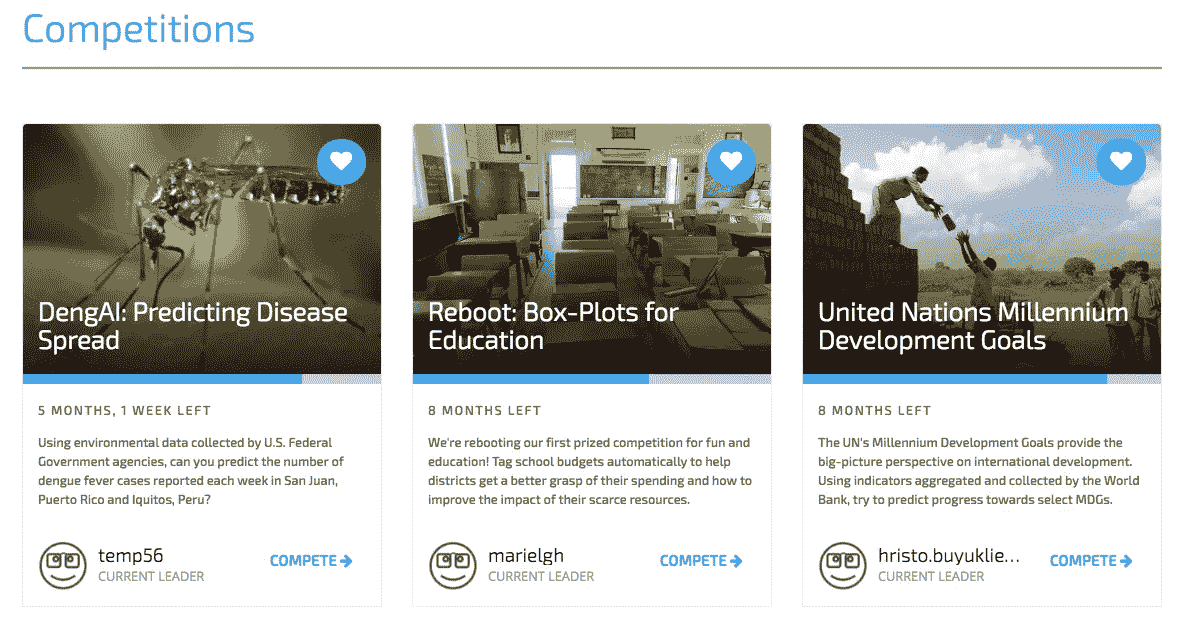 Competitions
DengAI: Predicting Disease
Spread
5 MONTHS, 1 WEEK LEFT
Using environmental data collected by U.S. Federal
Government agencies, can you predict the number of
dengue fever cases reported each week in San Juan,
Puerto Rico and Iquitos, Peru?
temp56
CURRENT LEADER
COMPETE
Reboot: Box-Plots for
Education
8 MONTHS LEFT
We're rebooting our first prized competition for fun and
education! Tag school budgets automatically to help
districts get a better grasp of their spending and how to
improve the impact of their scarce resources.
marielgh
CURRENT LEADER
COMPETE
United Nations Millennium
Development Goals
8 MONTHS LEFT
The UN's Millennium Development Goals provide the
big-picture perspective on international development.
Using indicators aggregated and collected by the World
Bank, try to predict progress towards select MDGs.
hristo.buyuklie...
CURRENT LEADER
COMPETE